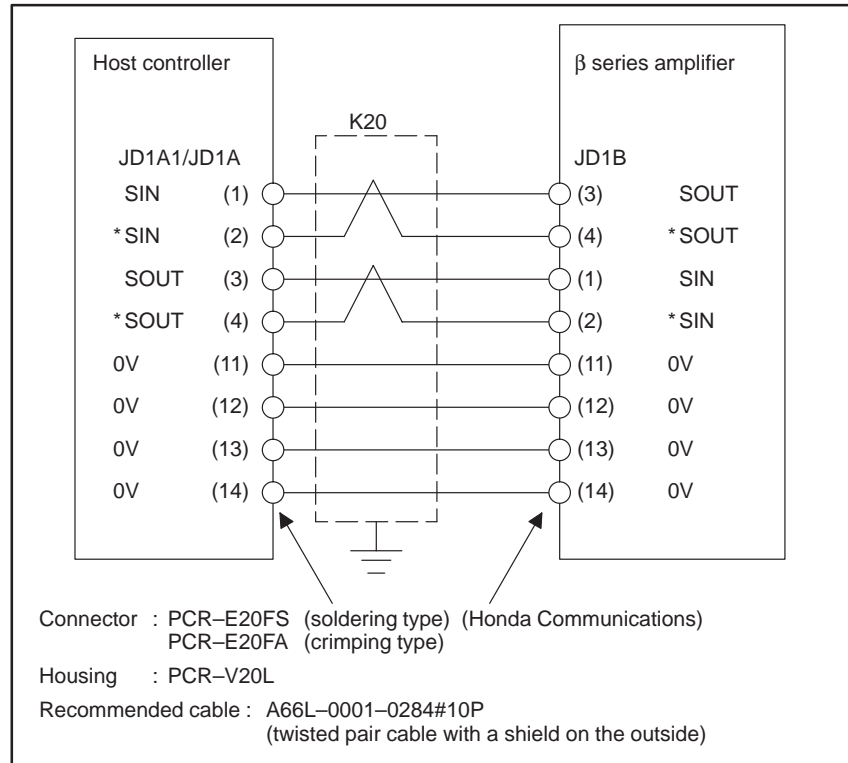 Host controller β series amplifier
K20
JD1A1/JD1A JD1B
SIN (1) (3) SOUT
*SIN (2) (4) *SOUT
SOUT (3) (1) SIN
*SOUT (4) (2) *SIN
0V (11) (11) 0V
0V (12) (12) 0V
0V (13) (13) 0V
0V (14) (14) 0V
Connector : PCR–E20FS (soldering type) (Honda Communications)
PCR–E20FA (crimping type)
Housing : PCR–V20L
Recommended cable : A66L–0001–0284#10P
(twisted pair cable with a shield on the outside)